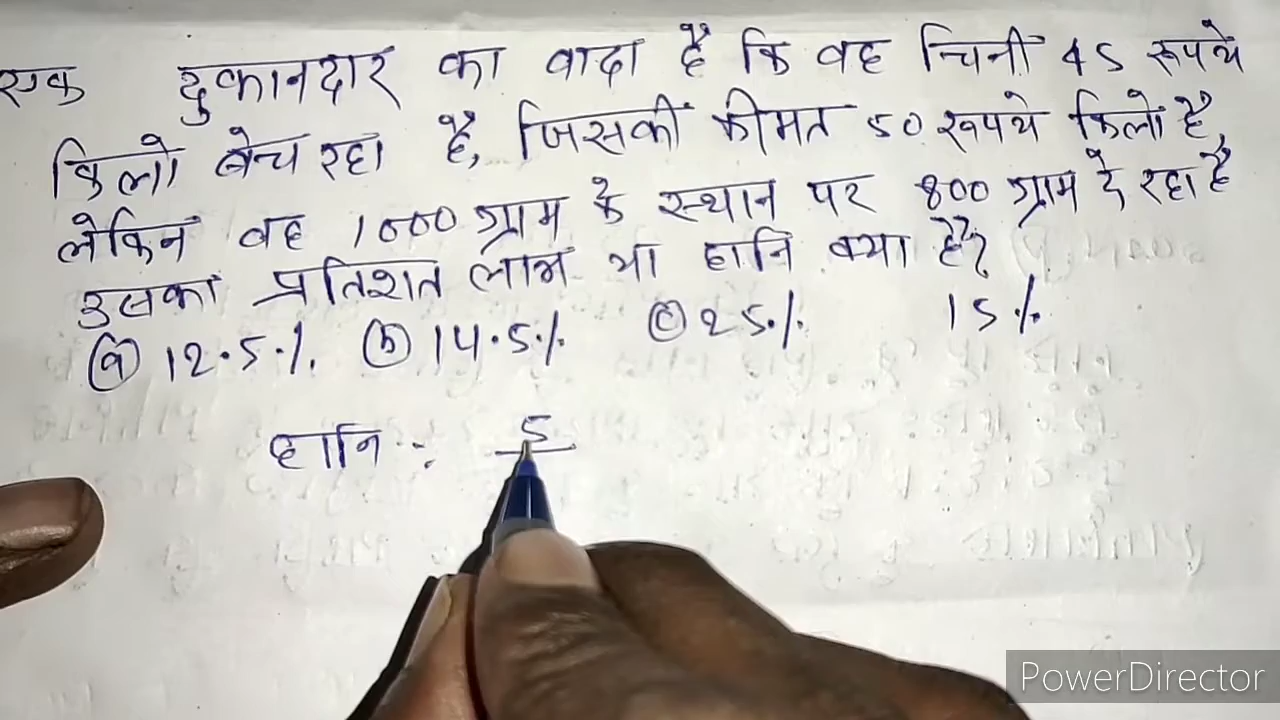 एक दुकानदार का वादा है कि वह चिनी 45 रूपये
किलो बेच रहा है, जिसकी कीमत 50 रूपये किलो है,
लेकिन वह 1000 ग्राम के स्थान पर 800 ग्राम दे रहा है
उसका प्रतिशत लाभ या हानि क्या है?
(a) 12.5% (b) 14.5% (c) 25% 15%
हानि : 5
PowerDirector